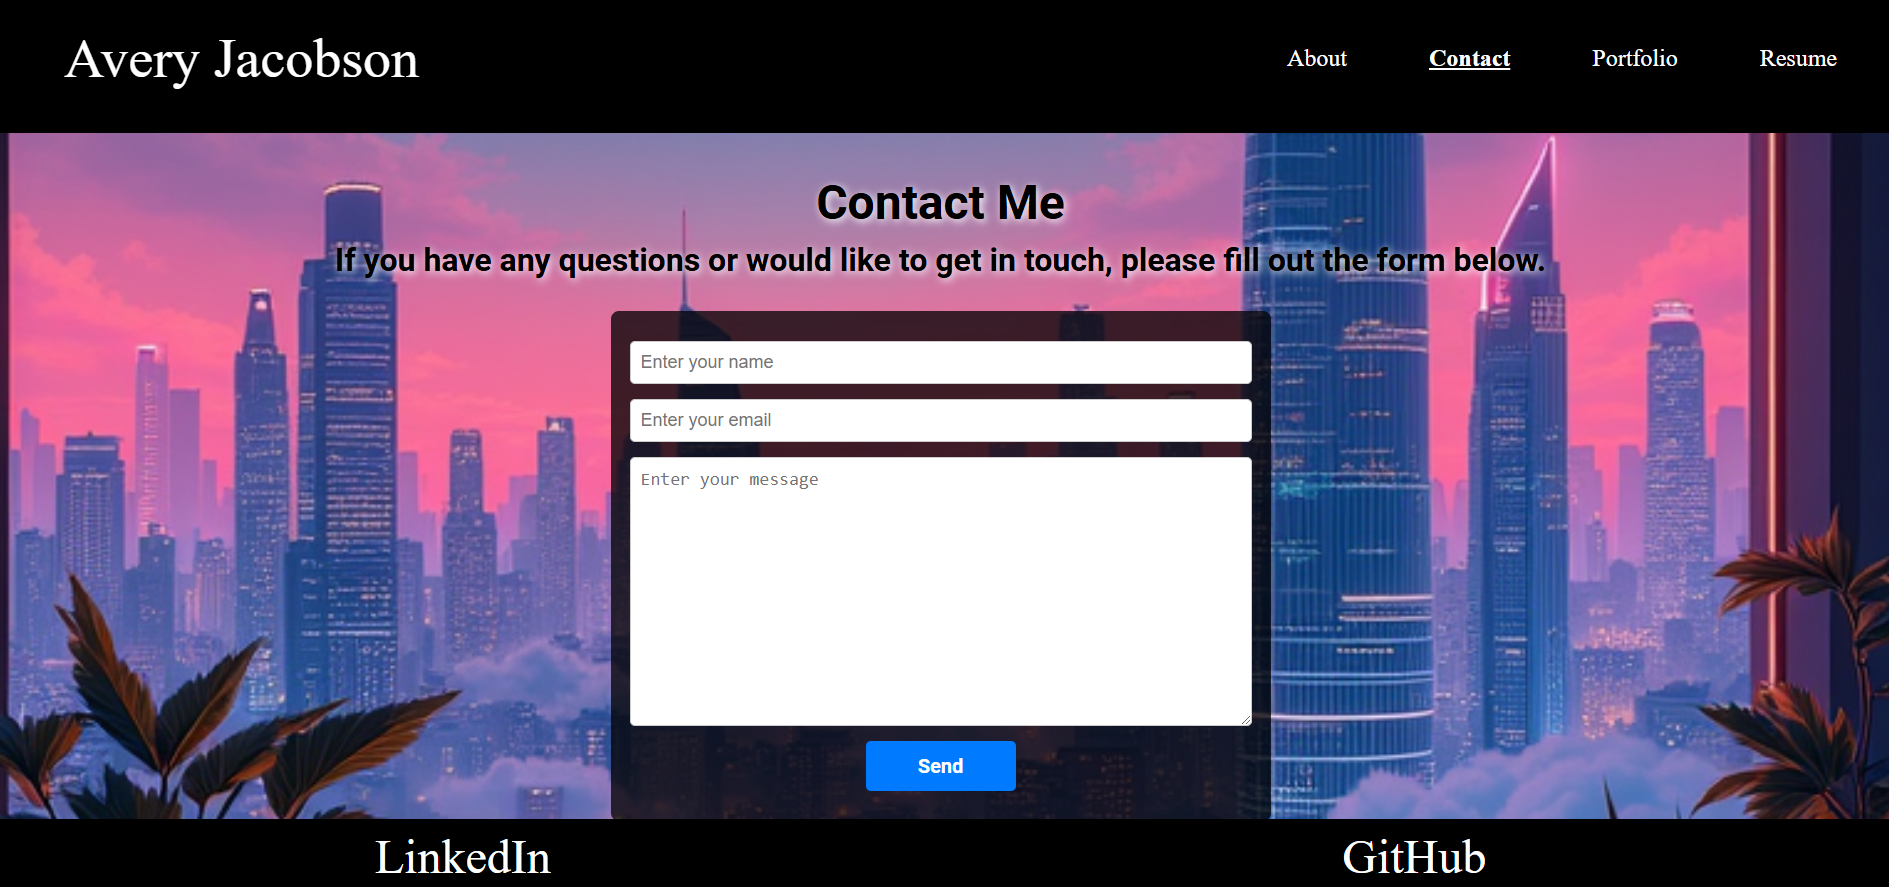 Avery Jacobson
About Contact Portfolio Resume
Contact Me
If you have any questions or would like to get in touch, please fill out the form below.
Enter your name
Enter your email
Enter your message
Send
LinkedIn GitHub